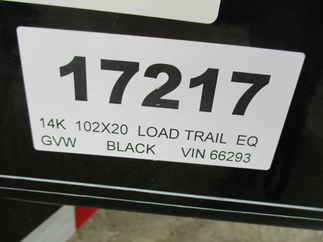 17217
14K 102X20 LOAD TRAIL EQ
GVW BLACK VIN 66293